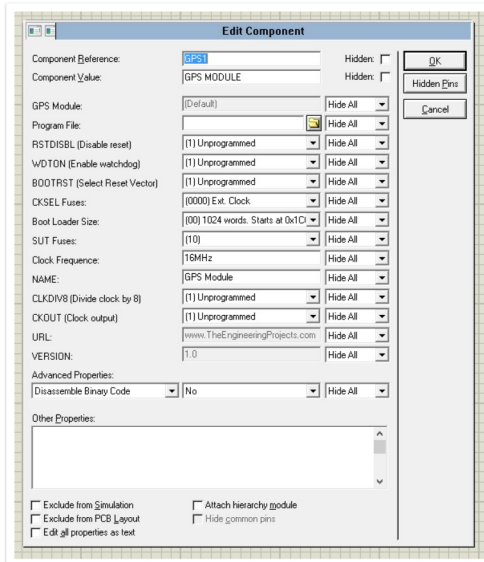 Edit Component
Component Reference: GPS1 Hidden:
Component Value: GPS MODULE Hidden:
GPS Module: (Default) Hide All
Program File: Hide All
RSTDISBL (Disable reset) (1) Unprogrammed Hide All
WDTON (Enable watchdog) (1) Unprogrammed Hide All
BOOTRST (Select Reset Vector) (1) Unprogrammed Hide All
CKSEL Fuses: (0000) Ext. Clock Hide All
Boot Loader Size: (00) 1024 words. Starts at 0x1C Hide All
SUT Fuses: (10) Hide All
Clock Frequence: 16MHz Hide All
NAME: GPS Module Hide All
CLKDIV8 (Divide clock by 8) (1) Unprogrammed Hide All
CKOUT (Clock output) (1) Unprogrammed Hide All
URL: www.TheEngineeringProjects.com Hide All
VERSION: 1.0 Hide All
Advanced Properties:
Disassemble Binary Code No Hide All
Other Properties:
Exclude from Simulation Attach hierarchy module
Exclude from PCB Layout Hide common pins
Edit all properties as text
OK
Hidden Pins
Cancel